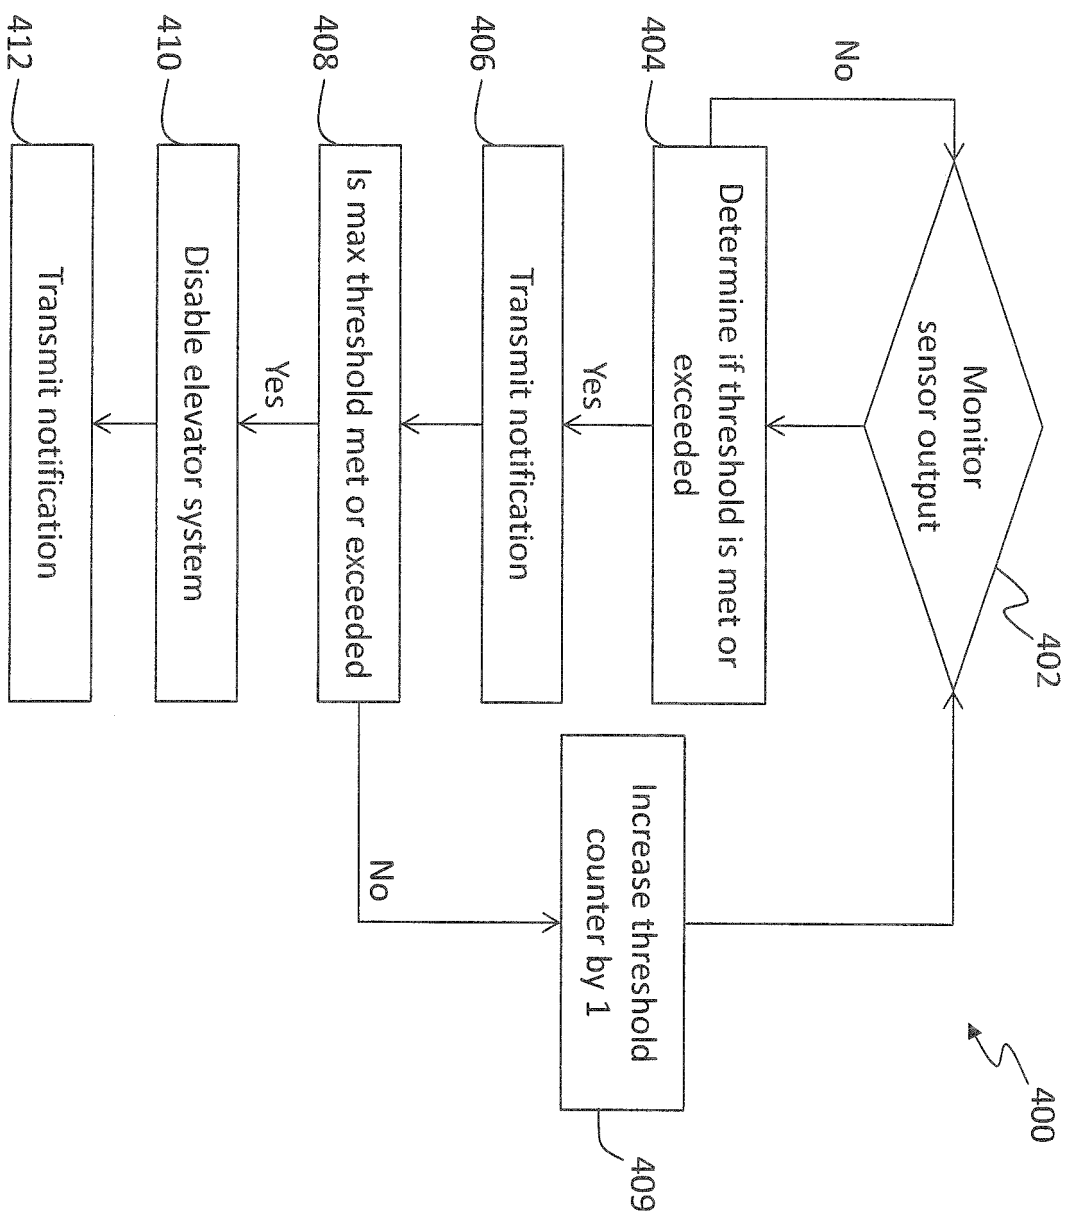 400
402
Monitor
sensor output
No
404
Determine if threshold is met or
exceeded
Yes
406
Transmit notification
408
Is max threshold met or exceeded
No
Increase threshold
counter by 1
409
Yes
410
Disable elevator system
412
Transmit notification